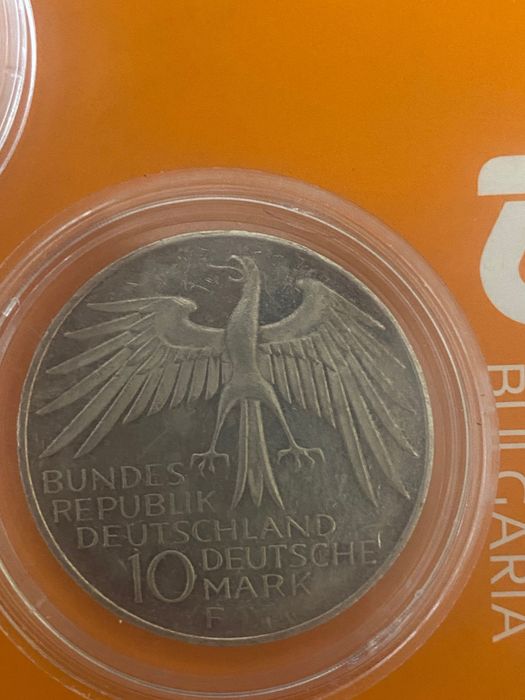 BUNDES
REPUBLIK
DEUTSCHLAND
10 DEUTSCHE
MARK
F
BULGARIA